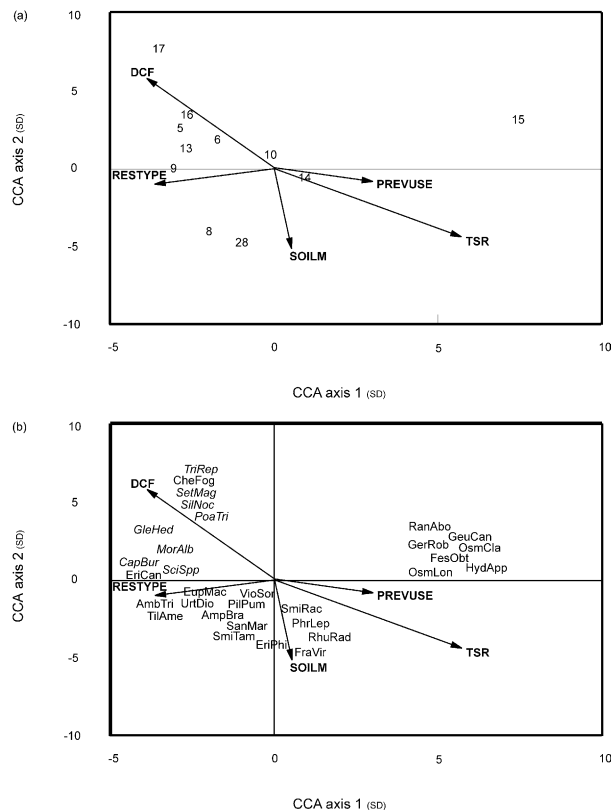 (a)
10
17
DCF
5
16
5
15
6
13
10
CCA axis 2 (SD)
0
9
RESTYPE
14
PREVUSE
8
28
TSR
-5
SOILM
-10
-5
0
5
10
CCA axis 1 (SD)
(b)
10
TriRep
CheFog
DCF
SetMag
SilNoc
5
PoaTri
GleHed
RanAbo
GeuCan
GerRob
OsmCla
MorAlb
FesObt
CapBur
SciSpp
HydApp
EriCan
OsmLon
CCA axis 2 (SD)
0
RESTYPE
EupMac
VioSor
PREVUSE
AmbTri
UrtDio
PilPum
SmiRac
TilAme
AmpBra
PhrLep
SanMar
SmiTam
RhuRad
EriPhi
FraVir
TSR
-5
SOILM
-10
-5
0
5
10
CCA axis 1 (SD)